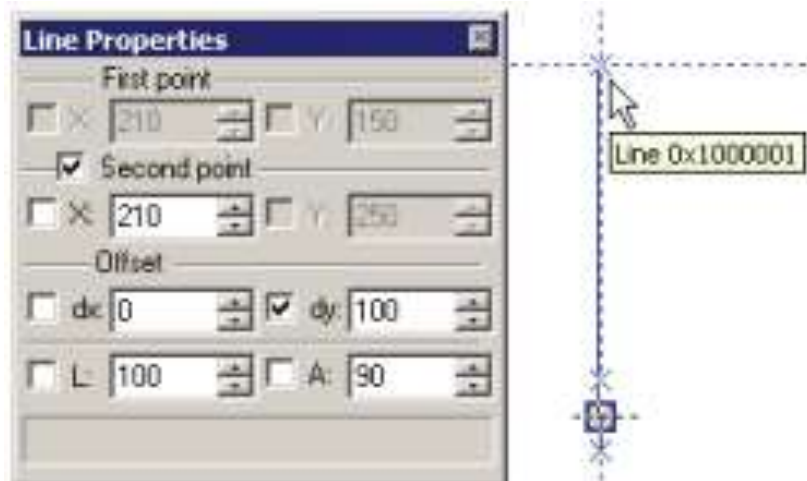 Line Properties
First point
X: 210 Y: 150
Second point
X: 210 Y: 250
Offset
dx: 0 dy: 100
L: 100 A: 90
Line 0x1000001